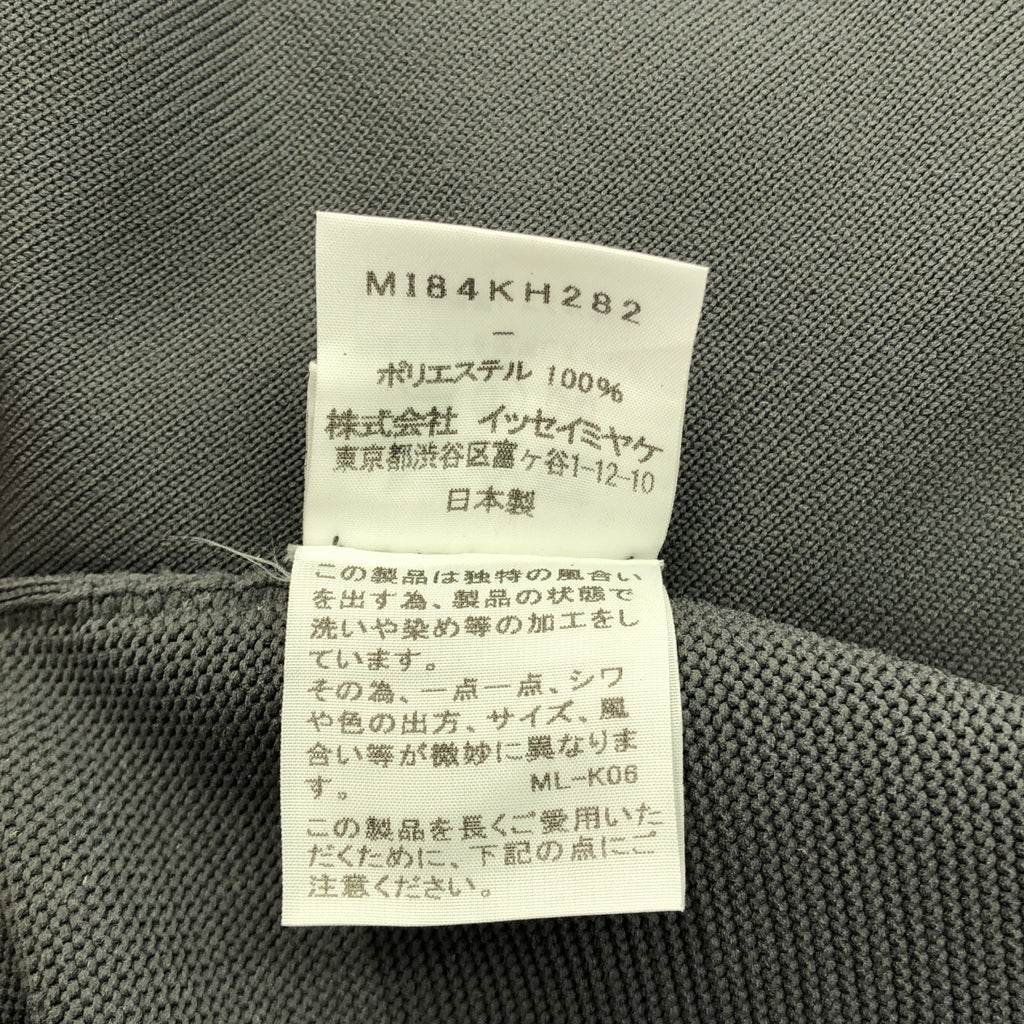 MI84KH282
—
ポリエステル 100%
株式会社 イッセイミヤケ
東京都渋谷区富ヶ谷1-12-10
日本製
この製品は独特の風合い
を出す為、製品の状態で
洗いや染め等の加工をし
ています。
その為、一点一点、シワ
や色の出方、サイズ、風
合い等が微妙に異なりま
す。 ML-K06
この製品を長くご愛用いた
だくために、下記の点にご
注意ください。